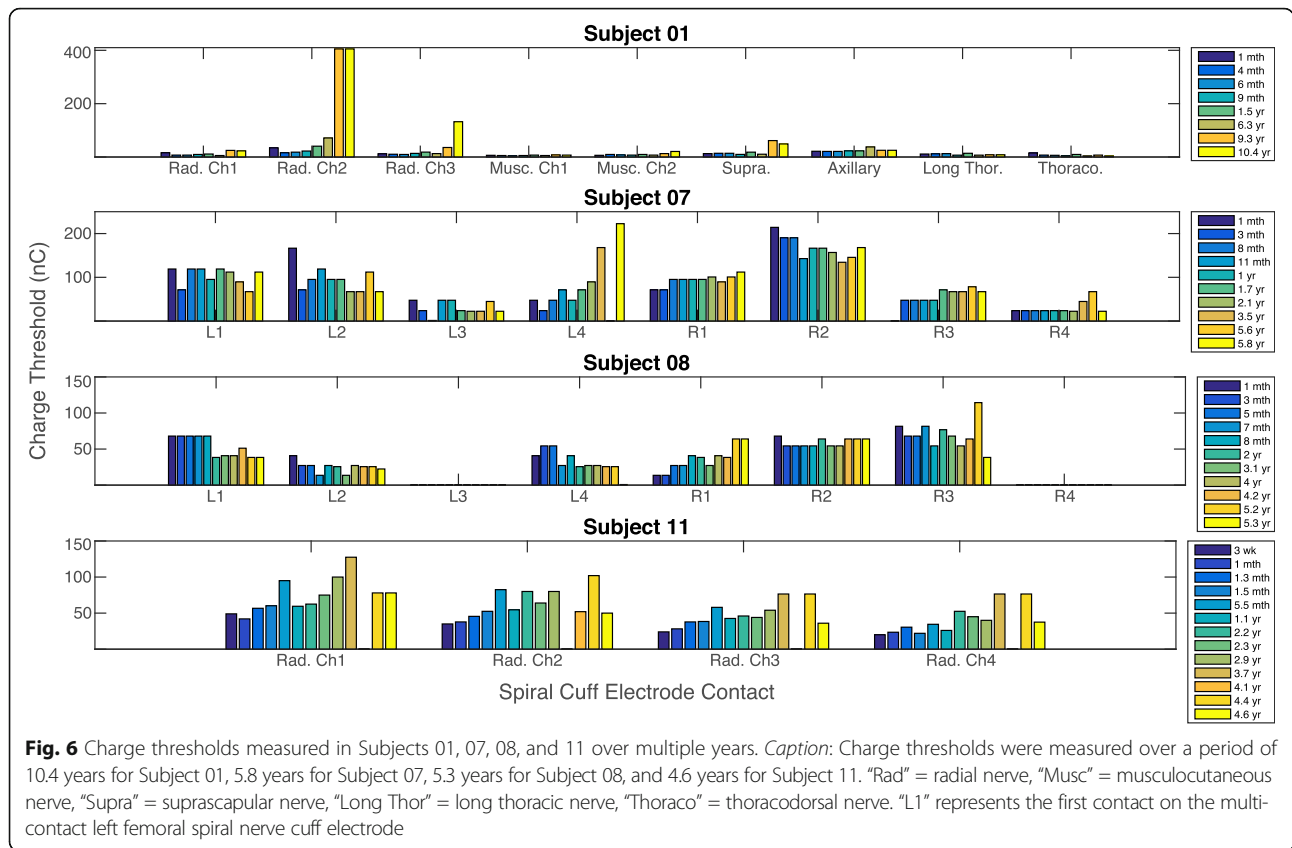 Subject 01
400
200
Rad. Ch1 Rad. Ch2 Rad. Ch3 Musc. Ch1 Musc. Ch2 Supra. Axillary Long Thor. Thoraco.
1 mth
4 mth
6 mth
9 mth
1.5 yr
6.3 yr
9.3 yr
10.4 yr
Charge Threshold (nC)
Subject 07
200
100
L1 L2 L3 L4 R1 R2 R3 R4
1 mth
3 mth
8 mth
11 mth
1 yr
1.7 yr
2.1 yr
3.5 yr
5.6 yr
5.8 yr
Subject 08
150
100
50
L1 L2 L3 L4 R1 R2 R3 R4
1 mth
3 mth
5 mth
7 mth
8 mth
2 yr
3.1 yr
4 yr
4.2 yr
5.2 yr
5.3 yr
Subject 11
150
100
50
Rad. Ch1 Rad. Ch2 Rad. Ch3 Rad. Ch4
3 wk
1 mth
1.3 mth
1.5 mth
5.5 mth
1.1 yr
2.2 yr
2.3 yr
2.9 yr
3.7 yr
4.1 yr
4.4 yr
4.6 yr
Spiral Cuff Electrode Contact
Fig. 6 Charge thresholds measured in Subjects 01, 07, 08, and 11 over multiple years. Caption: Charge thresholds were measured over a period of
10.4 years for Subject 01, 5.8 years for Subject 07, 5.3 years for Subject 08, and 4.6 years for Subject 11. “Rad” = radial nerve, “Musc” = musculocutaneous
nerve, “Supra” = suprascapular nerve, “Long Thor” = long thoracic nerve, “Thoraco” = thoracodorsal nerve. “L1” represents the first contact on the multi-
contact left femoral spiral nerve cuff electrode